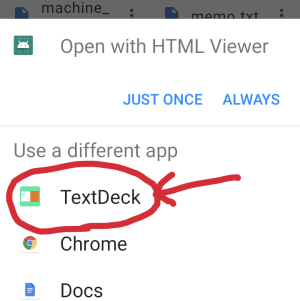 machine_
memo.txt
Open with HTML Viewer
JUST ONCE ALWAYS
Use a different app
TextDeck
Chrome
Docs